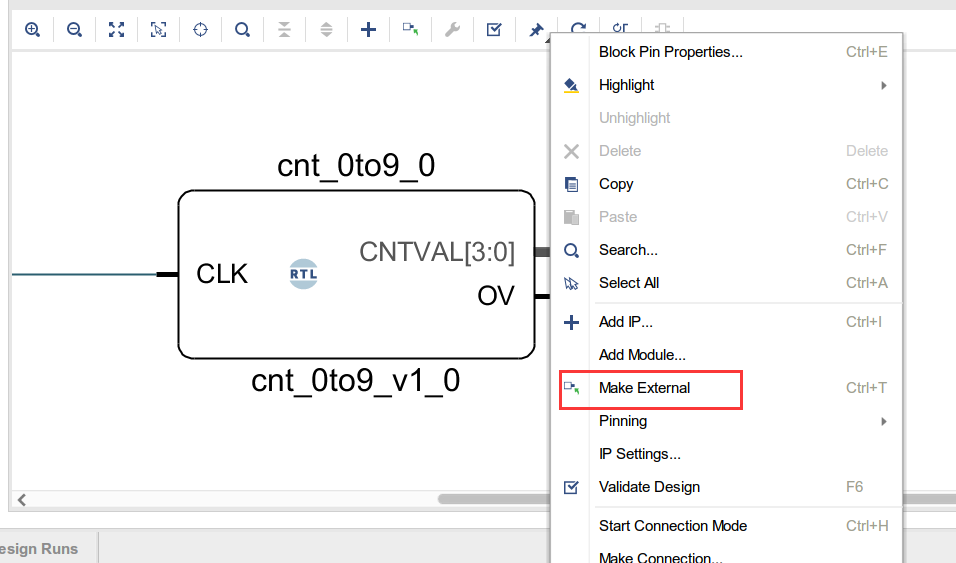 cnt_0to9_0
CLK
RTL
CNTVAL[3:0]
OV
cnt_0to9_v1_0
Block Pin Properties... Ctrl+E
Highlight
Unhighlight
Delete Delete
Copy Ctrl+C
Paste Ctrl+V
Search... Ctrl+F
Select All Ctrl+A
Add IP... Ctrl+I
Add Module...
Make External Ctrl+T
Pinning
IP Settings...
Validate Design F6
Start Connection Mode Ctrl+H
Make Connection...
esign Runs